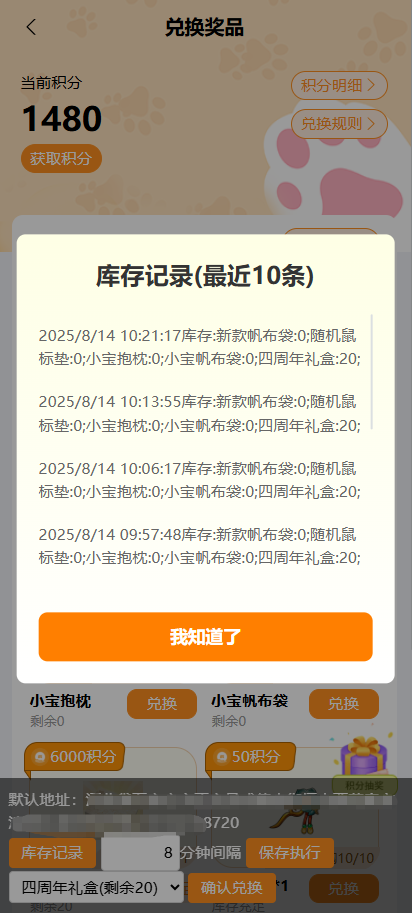 兑换奖品
当前积分
积分明细
1480
兑换规则
获取积分
库存记录(最近10条)
2025/8/14 10:21:17库存:新款帆布袋:0;随机鼠
标垫:0;小宝抱枕:0;小宝帆布袋:0;四周年礼盒:20;
2025/8/14 10:13:55库存:新款帆布袋:0;随机鼠
标垫:0;小宝抱枕:0;小宝帆布袋:0;四周年礼盒:20;
2025/8/14 10:06:17库存:新款帆布袋:0;随机鼠
标垫:0;小宝抱枕:0;小宝帆布袋:0;四周年礼盒:20;
2025/8/14 09:57:48库存:新款帆布袋:0;随机鼠
标垫:0;小宝抱枕:0;小宝帆布袋:0;四周年礼盒:20;
我知道了
小宝抱枕 兑换 小宝帆布袋 兑换
剩余0 剩余0
6000积分 50积分
积分抽奖
默认地址:
8720
库存记录 8 分钟间隔 保存执行 10/10
四周年礼盒(剩余20) 确认兑换 *1 兑换
库存充足